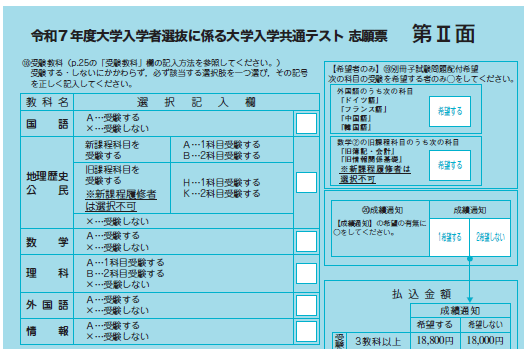 令和7年度大学入学者選抜に係る大学入学共通テスト 志願票 第Ⅱ面
⑱受験教科（p.25の「受験教科」欄の記入方法を参照してください。）
受験する・しないにかかわらず，必ず該当する選択肢を一つ選び，その記号
を正しく記入してください。
教科名 選択記入欄
国語
A…受験する
×…受験しない
地理歴史
公民
新課程科目を
受験する
A…1科目受験する
B…2科目受験する
旧課程科目を
受験する
※新課程履修者
は選択不可
H…1科目受験する
K…2科目受験する
×…受験しない
数学
A…受験する
×…受験しない
理科
A…1科目受験する
B…2科目受験する
×…受験しない
外国語
A…受験する
×…受験しない
情報
A…受験する
×…受験しない
【希望者のみ】⑲別冊子試験問題配付希望
次の科目の受験を希望する者のみ○をしてください。
外国語のうち次の科目
『ドイツ語』
『フランス語』
『中国語』
『韓国語』
希望する
数学②の旧課程科目のうち次の科目
『旧簿記・会計』
『旧情報関係基礎』
※新課程履修者は
選択不可
希望する
⑳成績通知
【成績通知】の希望の有無に
○をしてください。
成績通知
1希望する 2希望しない
払込金額
成績通知
希望する 希望しない
受験
3教科以上 18,800円 18,000円